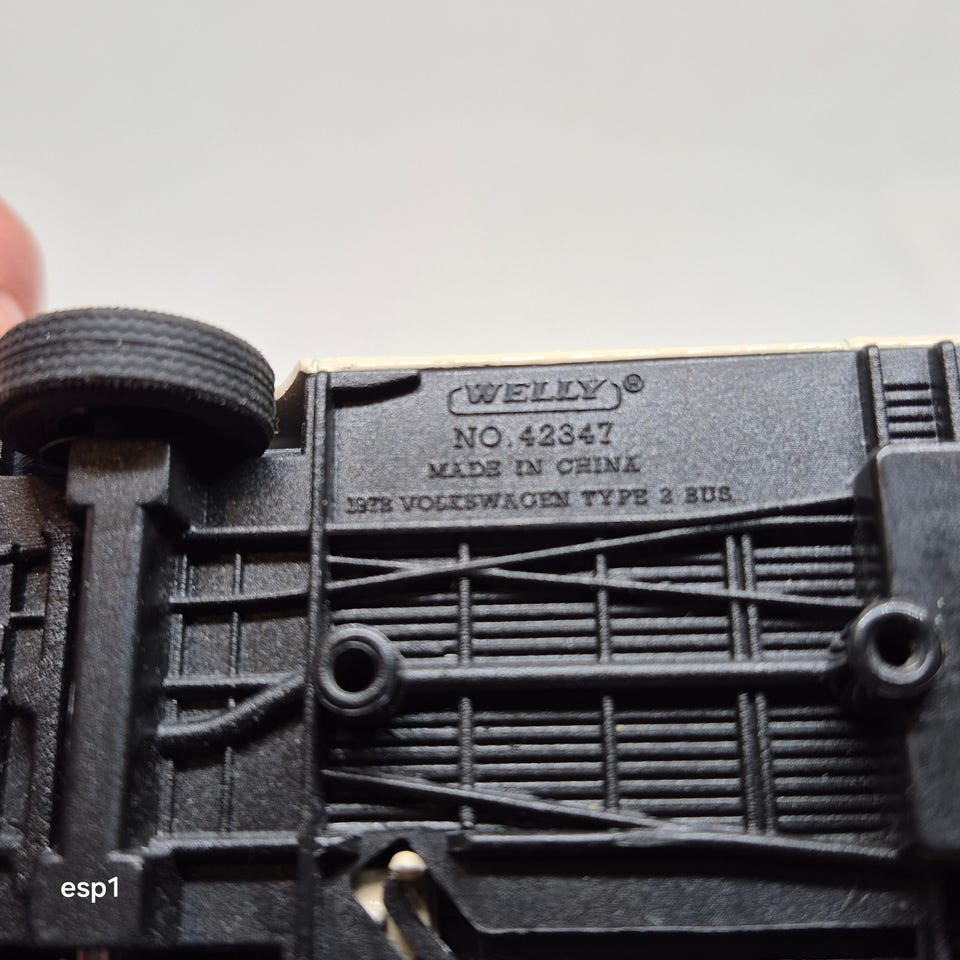 WELLY®
NO. 42347
MADE IN CHINA
1972 VOLKSWAGEN TYPE 2 BUS
esp1